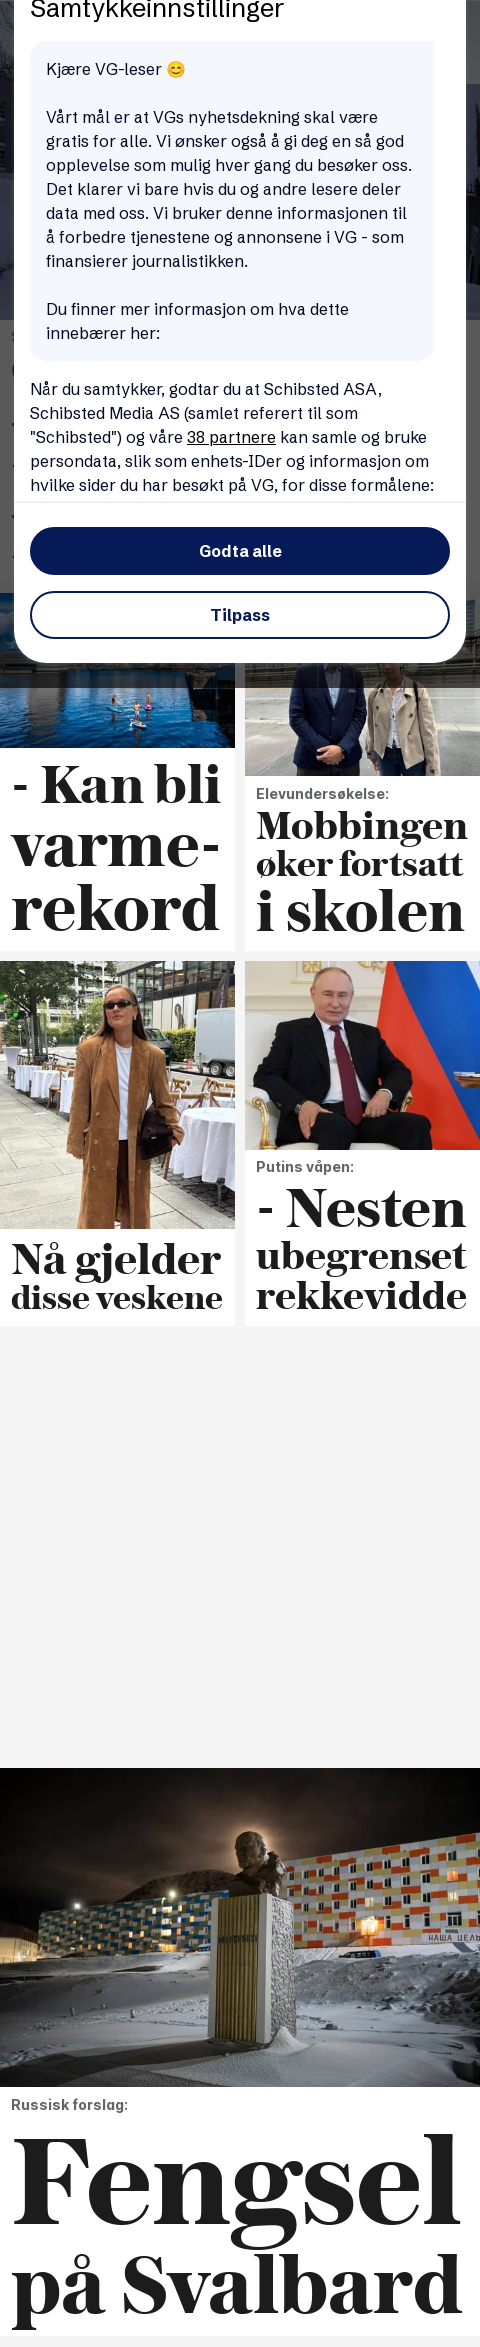 Samtykkeinnstillinger
Kjære VG-leser 😊
Vårt mål er at VGs nyhetsdekning skal være
gratis for alle. Vi ønsker også å gi deg en så god
opplevelse som mulig hver gang du besøker oss.
Det klarer vi bare hvis du og andre lesere deler
data med oss. Vi bruker denne informasjonen til
å forbedre tjenestene og annonsene i VG - som
finansierer journalistikken.
Du finner mer informasjon om hva dette
innebærer her:
Når du samtykker, godtar du at Schibsted ASA,
Schibsted Media AS (samlet referert til som
"Schibsted") og våre 38 partnere kan samle og bruke
persondata, slik som enhets-IDer og informasjon om
hvilke sider du har besøkt på VG, for disse formålene:
Godta alle
Tilpass
- Kan bli
varme-
rekord
Elevundersøkelse:
Mobbingen
øker fortsatt
i skolen
Nå gjelder
disse veskene
Putins våpen:
- Nesten
ubegrenset
rekkevidde
НАША ЦЕЛЬ
Russisk forslag:
Fengsel
på Svalbard